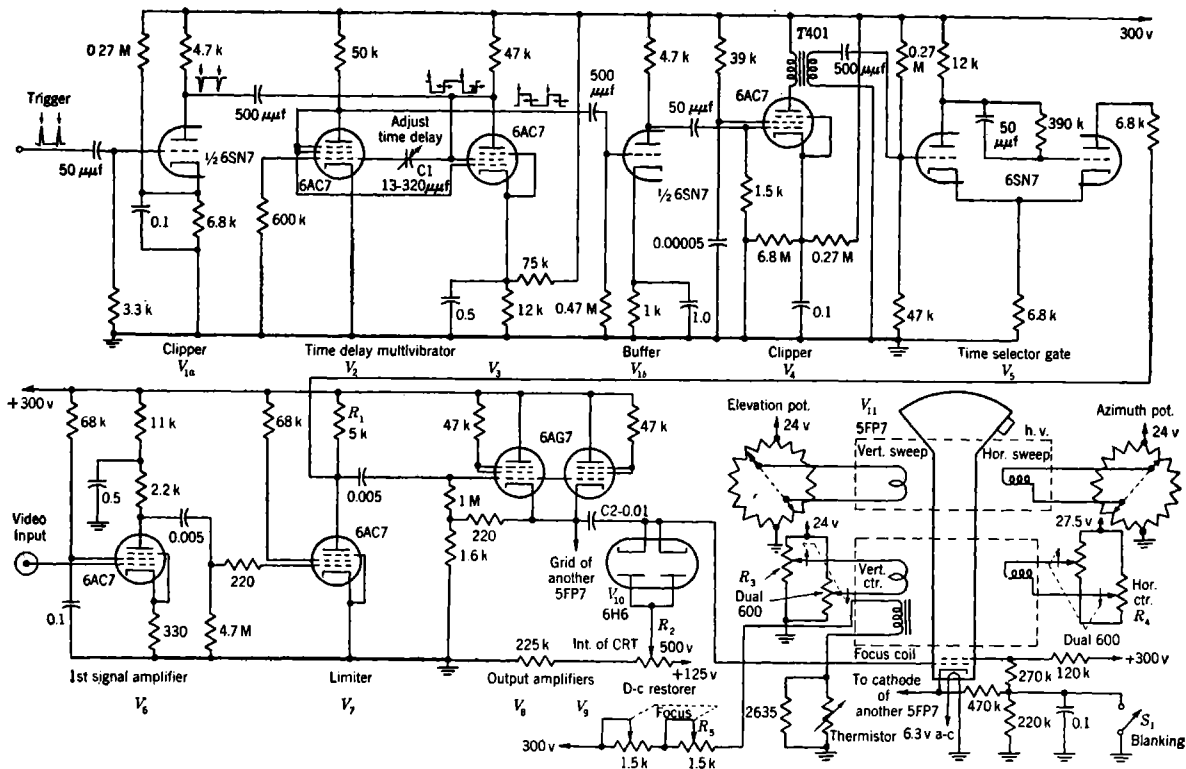 0.27 M
4.7 k
50 k
47 k
4.7 k
39 k
T401
300 v
500 μμf
0.27 M
12 k
Trigger
500 μμf
500 μμf
6AC7
50 μμf
Adjust time delay
6AC7
50 μμf
390 k
6.8 k
50 μμf
½ 6SN7
6AC7
C1
13-320 μμf
½ 6SN7
6SN7
1.5 k
0.1
6.8 k
600 k
0.00005
6.8 M
0.27 M
75 k
3.3 k
0.5
12 k
0.47 M
1 k
1.0
0.1
47 k
6.8 k
Clipper
V1a
Time delay multivibrator
V2
V3
Buffer
V1b
Clipper
V4
Time selector gate
V5
+300 v
68 k
11 k
68 k
R1
5 k
47 k
6AG7
47 k
Elevation pot.
24 v
V11
5FP7
h.v.
Azimuth pot.
24 v
Vert. sweep
Hor. sweep
0.5
2.2 k
0.005
1 M
C2-0.01
Video Input
0.005
6AC7
220
24 v
27.5 v
6AC7
220
1.6 k
Grid of another 5FP7
V10
6H6
R3
Dual 600
Vert. ctr.
Hor. ctr.
R4
0.1
330
4.7 M
R2
Dual 600
225 k
Int. of CRT
500 v
+125 v
Focus coil
+300 v
1st signal amplifier
V6
Limiter
V7
Output amplifiers
V8
V9
D-c restorer
To cathode of another 5FP7
270 k
120 k
470 k
Focus
R5
2635
Thermistor
6.3 v a-c
220 k
0.1
S1
Blanking
300 v
1.5 k
1.5 k